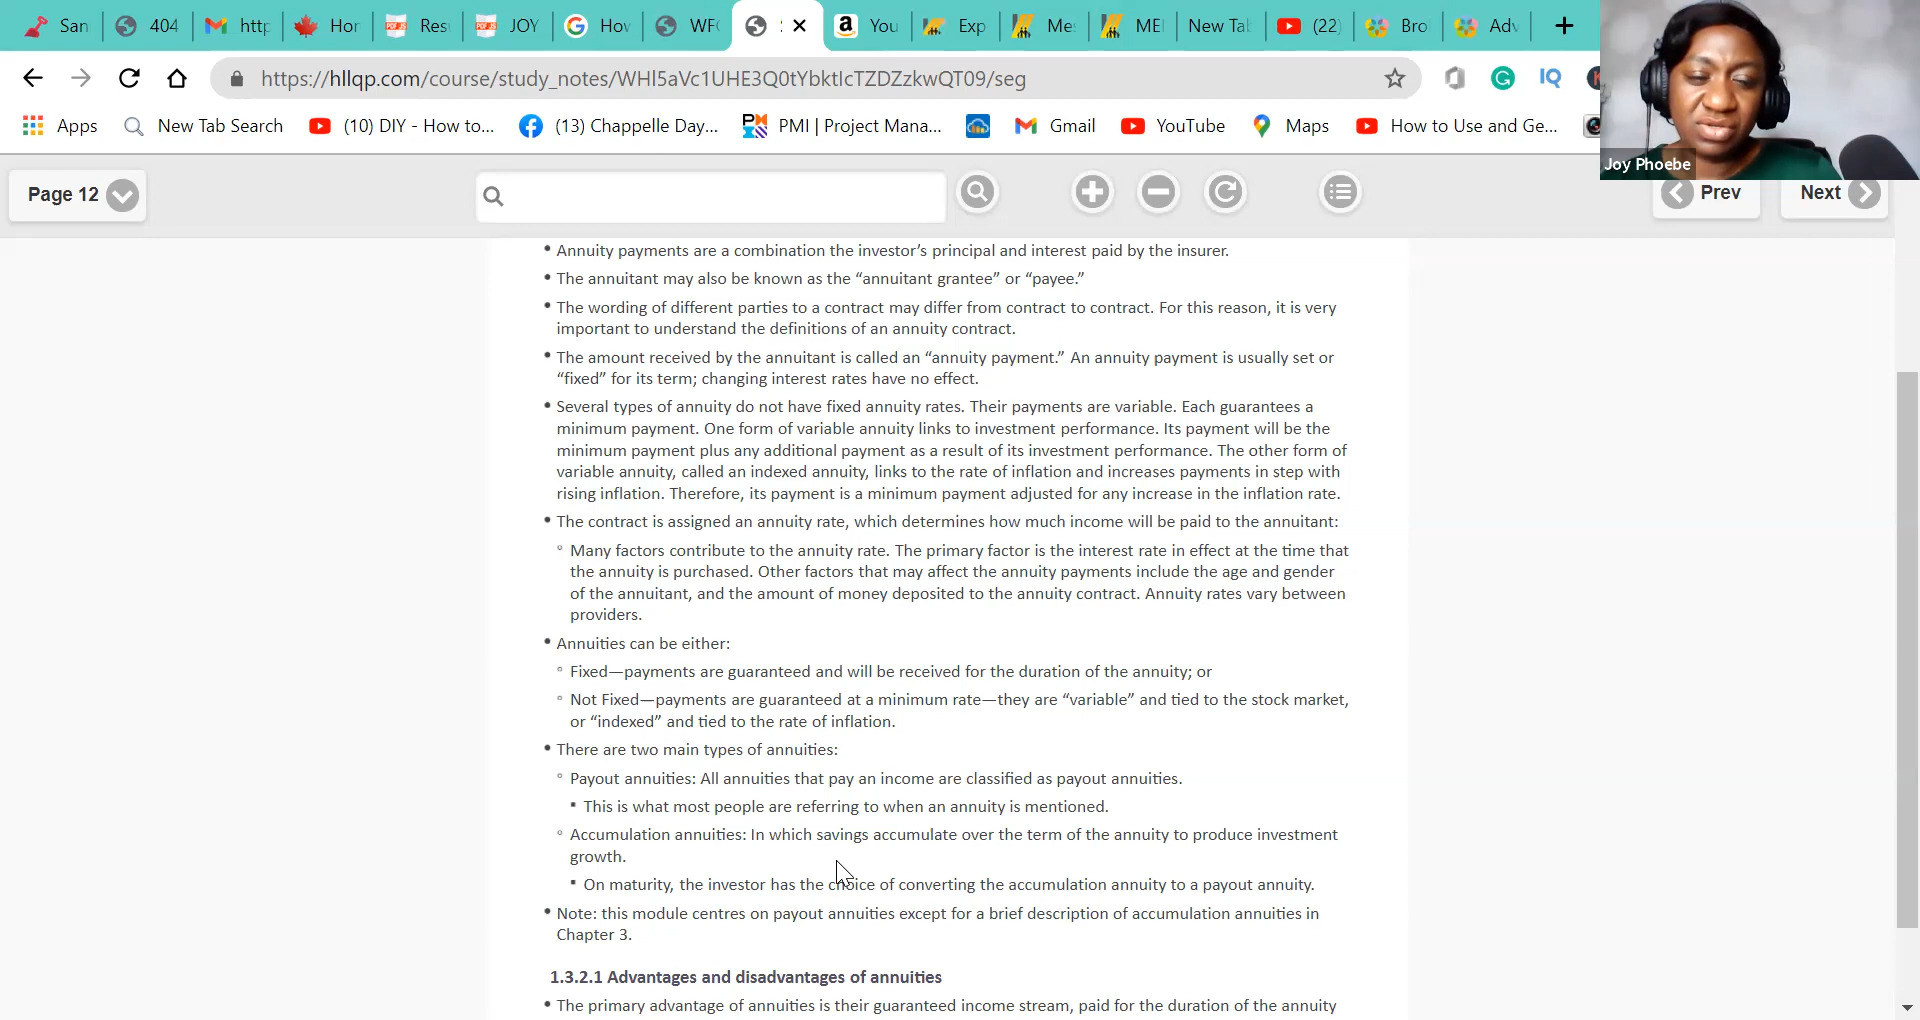 San 404 http Hor Res JOY Hov WFC : You Exp Me: MEI New Tab (22) Bro Adv
https://hllqp.com/course/study_notes/WHl5aVc1UHE3Q0tYbktIcTZDZzkwQT09/seg
Apps New Tab Search (10) DIY - How to... (13) Chappelle Day... PMI | Project Mana... Gmail YouTube Maps How to Use and Ge...
Joy Phoebe
Page 12 Prev Next
Annuity payments are a combination the investor’s principal and interest paid by the insurer.
The annuitant may also be known as the “annuitant grantee” or “payee.”
The wording of different parties to a contract may differ from contract to contract. For this reason, it is very
important to understand the definitions of an annuity contract.
The amount received by the annuitant is called an “annuity payment.” An annuity payment is usually set or
“fixed” for its term; changing interest rates have no effect.
Several types of annuity do not have fixed annuity rates. Their payments are variable. Each guarantees a
minimum payment. One form of variable annuity links to investment performance. Its payment will be the
minimum payment plus any additional payment as a result of its investment performance. The other form of
variable annuity, called an indexed annuity, links to the rate of inflation and increases payments in step with
rising inflation. Therefore, its payment is a minimum payment adjusted for any increase in the inflation rate.
The contract is assigned an annuity rate, which determines how much income will be paid to the annuitant:
Many factors contribute to the annuity rate. The primary factor is the interest rate in effect at the time that
the annuity is purchased. Other factors that may affect the annuity payments include the age and gender
of the annuitant, and the amount of money deposited to the annuity contract. Annuity rates vary between
providers.
Annuities can be either:
Fixed—payments are guaranteed and will be received for the duration of the annuity; or
Not Fixed—payments are guaranteed at a minimum rate—they are “variable” and tied to the stock market,
or “indexed” and tied to the rate of inflation.
There are two main types of annuities:
Payout annuities: All annuities that pay an income are classified as payout annuities.
This is what most people are referring to when an annuity is mentioned.
Accumulation annuities: In which savings accumulate over the term of the annuity to produce investment
growth.
On maturity, the investor has the choice of converting the accumulation annuity to a payout annuity.
Note: this module centres on payout annuities except for a brief description of accumulation annuities in
Chapter 3.
1.3.2.1 Advantages and disadvantages of annuities
The primary advantage of annuities is their guaranteed income stream, paid for the duration of the annuity